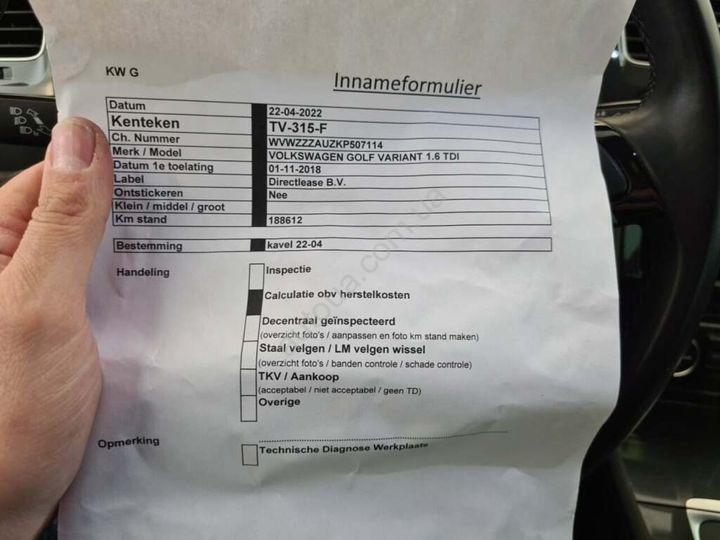 KW G
Innameformulier
Datum 22-04-2022
Kenteken TV-315-F
Ch. Nummer WVWZZZAUZKP507114
Merk / Model VOLKSWAGEN GOLF VARIANT 1.6 TDI
Datum 1e toelating 01-11-2018
Label Directlease B.V.
Ontstickeren Nee
Klein / middel / groot
Km stand 188612
Bestemming kavel 22-04
Handeling Inspectie
Calculatie obv herstelkosten
Decentraal geïnspecteerd
(overzicht foto's / aanpassen en foto km stand maken)
Staal velgen / LM velgen wissel
(overzicht foto's / banden controle / schade controle)
TKV / Aankoop
(acceptabel / niet acceptabel / geen TD)
Overige
Opmerking
Technische Diagnose Werkplaats